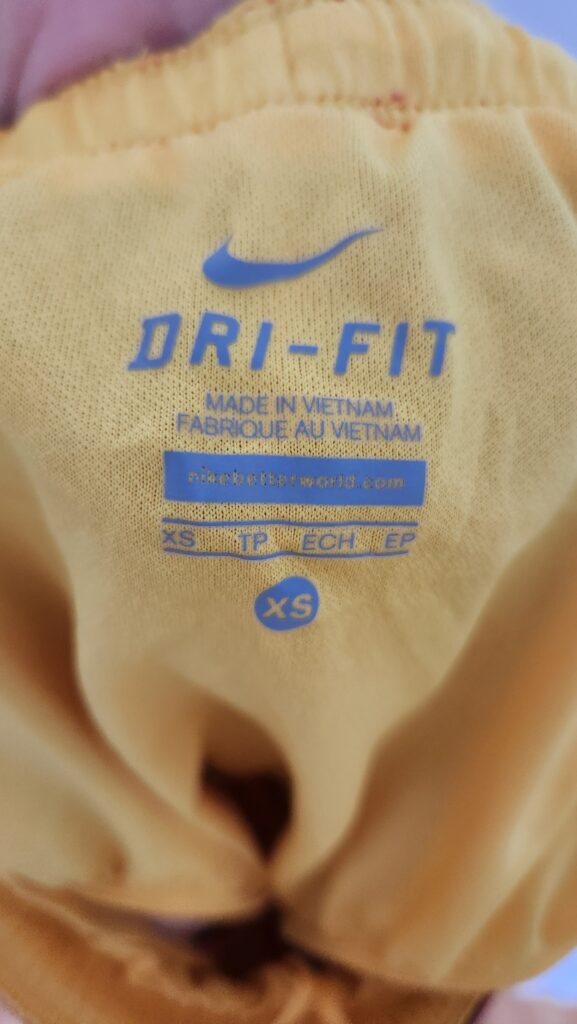 DRI-FIT
MADE IN VIETNAM
FABRIQUE AU VIETNAM
nikebetterworld.com
XS TP ECH EP
XS